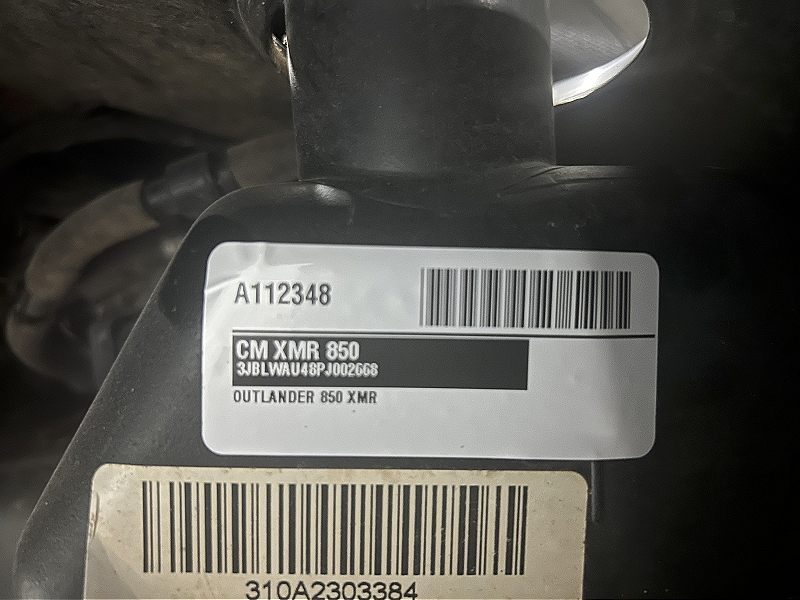 A112348
CM XMR 850
3JBLWAU48PJ002668
OUTLANDER 850 XMR
310A2303384